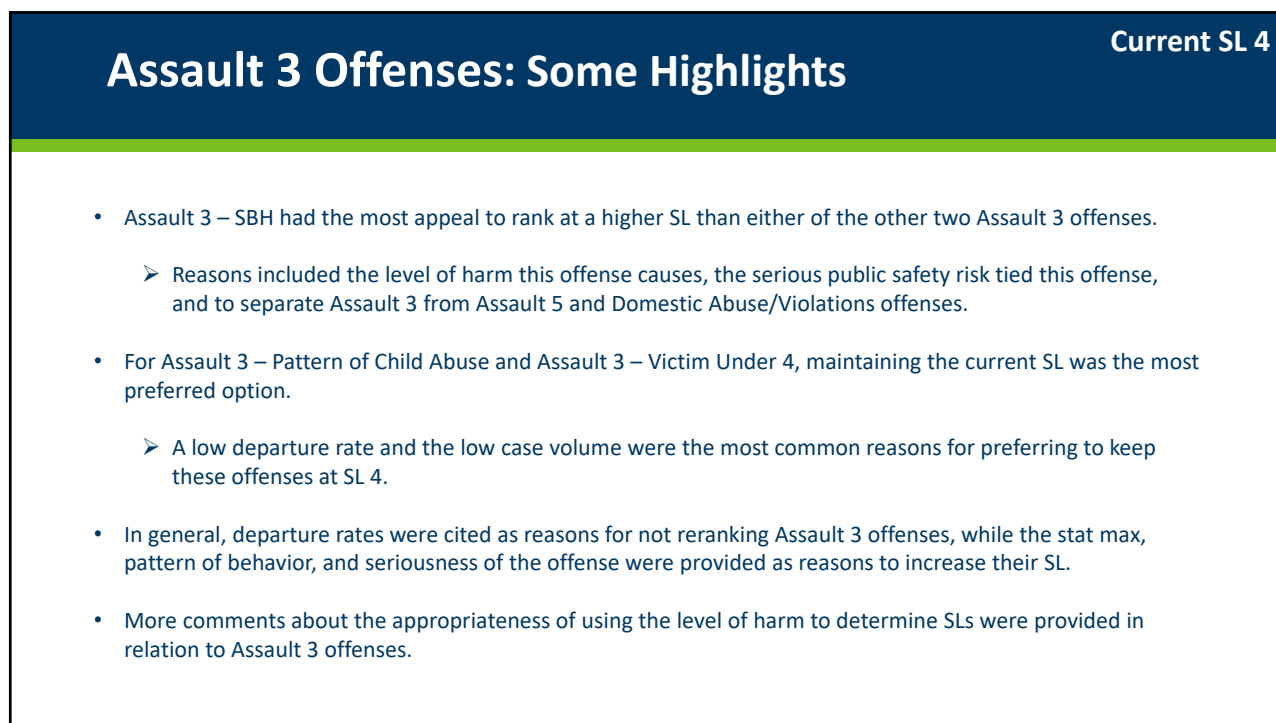 Current SL 4
Assault 3 Offenses: Some Highlights
• Assault 3 – SBH had the most appeal to rank at a higher SL than either of the other two Assault 3 offenses.
➢ Reasons included the level of harm this offense causes, the serious public safety risk tied this offense,
and to separate Assault 3 from Assault 5 and Domestic Abuse/Violations offenses.
• For Assault 3 – Pattern of Child Abuse and Assault 3 – Victim Under 4, maintaining the current SL was the most
preferred option.
➢ A low departure rate and the low case volume were the most common reasons for preferring to keep
these offenses at SL 4.
• In general, departure rates were cited as reasons for not reranking Assault 3 offenses, while the stat max,
pattern of behavior, and seriousness of the offense were provided as reasons to increase their SL.
• More comments about the appropriateness of using the level of harm to determine SLs were provided in
relation to Assault 3 offenses.